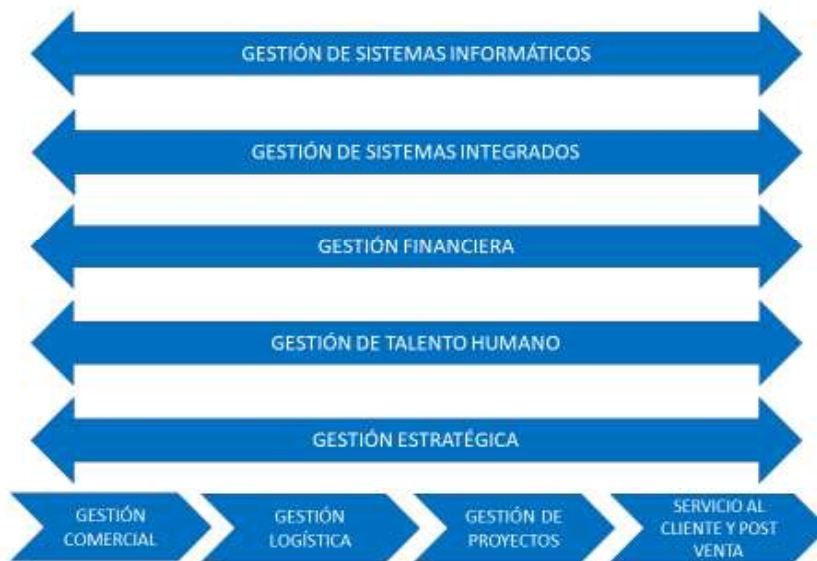 GESTIÓN DE SISTEMAS INFORMÁTICOS
GESTIÓN DE SISTEMAS INTEGRADOS
GESTIÓN FINANCIERA
GESTIÓN DE TALENTO HUMANO
GESTIÓN ESTRATÉGICA
GESTIÓN
COMERCIAL
GESTIÓN
LOGÍSTICA
GESTIÓN DE
PROYECTOS
SERVICIO AL
CLIENTE Y POST
VENTA